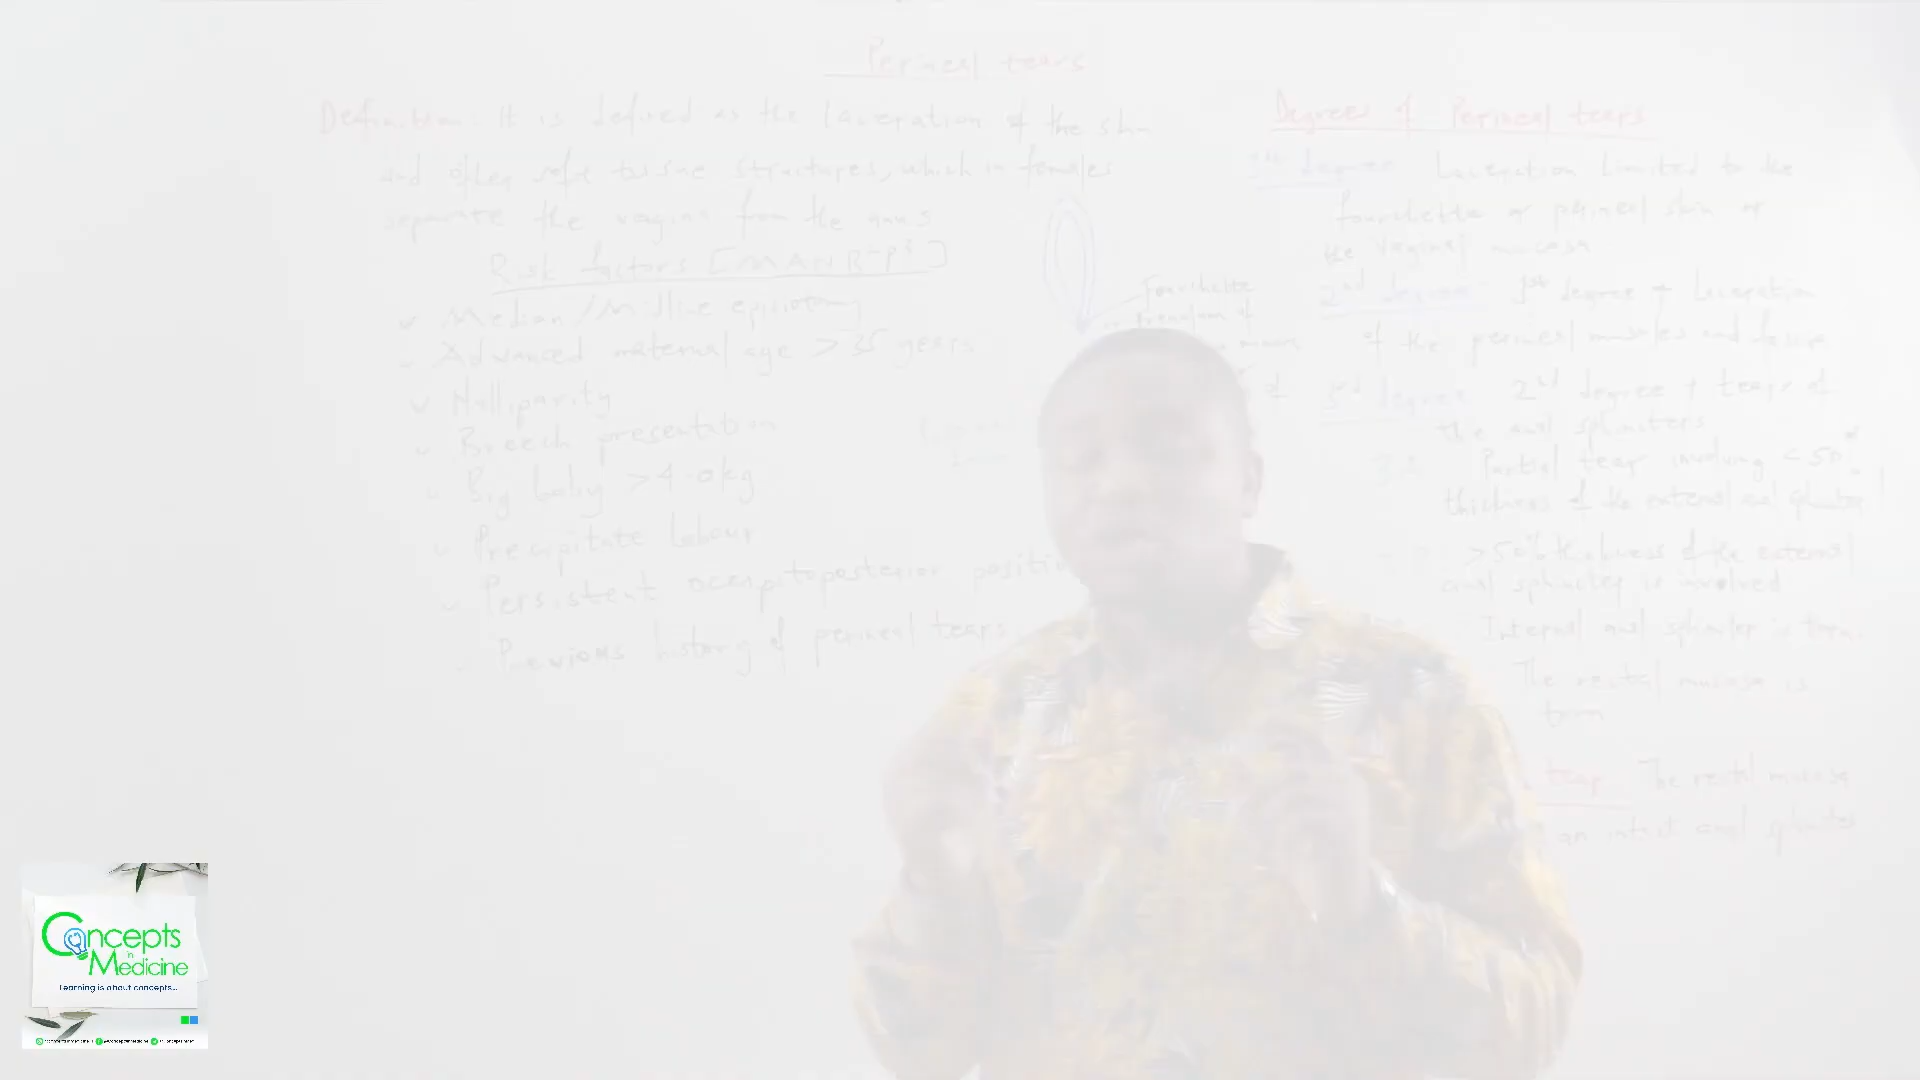 Perineal tears
Definition: It is defined as the laceration of the skin
and other soft tissue structures, which in females
separate the vagina from the anus
Risk factors [MANB²P³]
Median/Midline episiotomy
Advanced maternal age > 35 years
Nulliparity
Breech presentation
Big baby > 4.0kg
Precipitate Labour
Persistent occipitoposterior position
Previous history of perineal tears
Fourchette
frenulum of
Degrees of Perineal tears
1st degree Laceration Limited to the
fourchette or perineal skin or
the vaginal mucosa
2nd degree: 1st degree + Laceration
of the perineal muscles and fascia
3rd degree 2nd degree + tears of
the anal sphincters
Partial tear involving < 50%
thickness of the external anal sphincter
>50% thickness of the external
anal sphincter is involved
Internal anal sphincter is torn
The rectal mucosa is
torn
tear The rectal mucosa
an intact anal sphincter
Concepts
in
Medicine
Learning is about concepts...